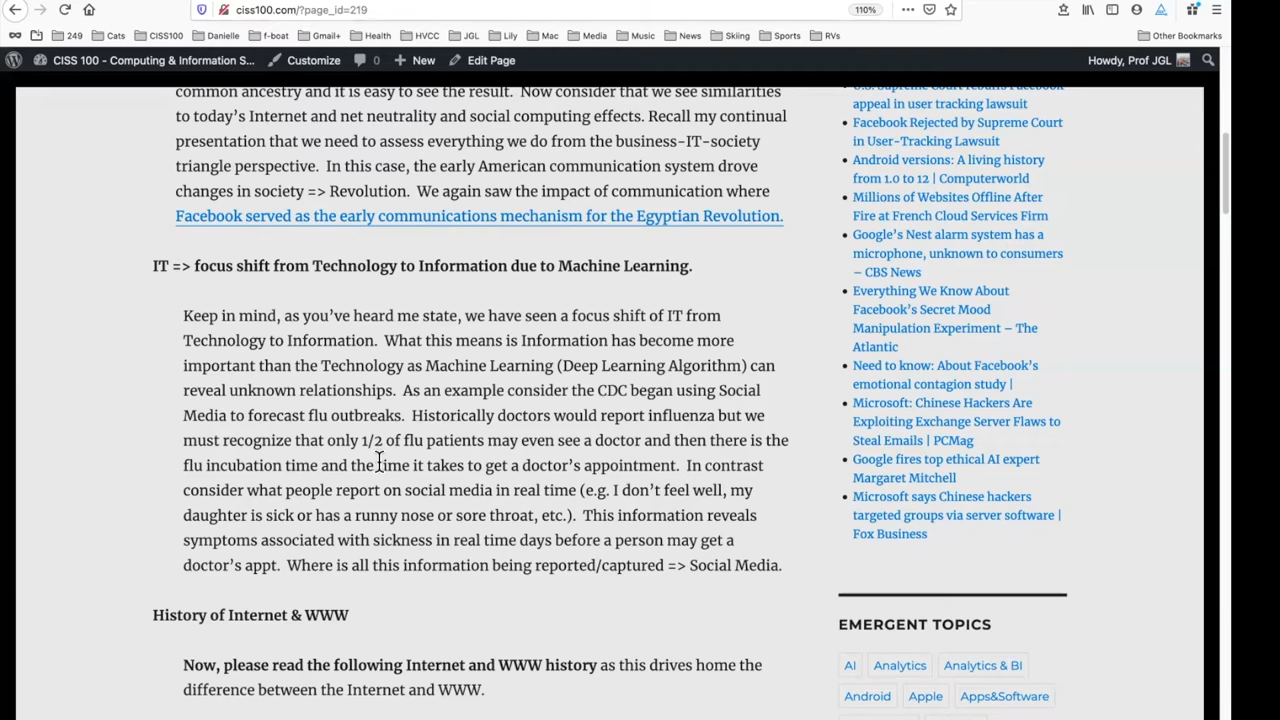 ciss100.com/?page_id=219
110%
249
Cats
CISS100
Danielle
f-boat
Gmail+
Health
HVCC
JGL
Lily
Mac
Media
Music
News
Skiing
Sports
RVs
Other Bookmarks
CISS 100 - Computing & Information S...
Customize
0
New
Edit Page
Howdy, Prof JGL
common ancestry and it is easy to see the result.  Now consider that we see similarities
to today's Internet and net neutrality and social computing effects. Recall my continual
presentation that we need to assess everything we do from the business-IT-society
triangle perspective.  In this case, the early American communication system drove
changes in society => Revolution.  We again saw the impact of communication where
Facebook served as the early communications mechanism for the Egyptian Revolution.
IT => focus shift from Technology to Information due to Machine Learning.
Keep in mind, as you've heard me state, we have seen a focus shift of IT from
Technology to Information.  What this means is Information has become more
important than the Technology as Machine Learning (Deep Learning Algorithm) can
reveal unknown relationships.  As an example consider the CDC began using Social
Media to forecast flu outbreaks.  Historically doctors would report influenza but we
must recognize that only 1/2 of flu patients may even see a doctor and then there is the
flu incubation time and the time it takes to get a doctor's appointment.  In contrast
consider what people report on social media in real time (e.g. I don't feel well, my
daughter is sick or has a runny nose or sore throat, etc.).  This information reveals
symptoms associated with sickness in real time days before a person may get a
doctor's appt.  Where is all this information being reported/captured => Social Media.
History of Internet & WWW
Now, please read the following Internet and WWW history as this drives home the
difference between the Internet and WWW.
U.S. Supreme Court rebuffs Facebook
appeal in user tracking lawsuit
Facebook Rejected by Supreme Court
in User-Tracking Lawsuit
Android versions: A living history
from 1.0 to 12 | Computerworld
Millions of Websites Offline After
Fire at French Cloud Services Firm
Google's Nest alarm system has a
microphone, unknown to consumers
– CBS News
Everything We Know About
Facebook's Secret Mood
Manipulation Experiment – The
Atlantic
Need to know: About Facebook's
emotional contagion study |
Microsoft: Chinese Hackers Are
Exploiting Exchange Server Flaws to
Steal Emails | PCMag
Google fires top ethical AI expert
Margaret Mitchell
Microsoft says Chinese hackers
targeted groups via server software |
Fox Business
EMERGENT TOPICS
AI
Analytics
Analytics & BI
Android
Apple
Apps&Software